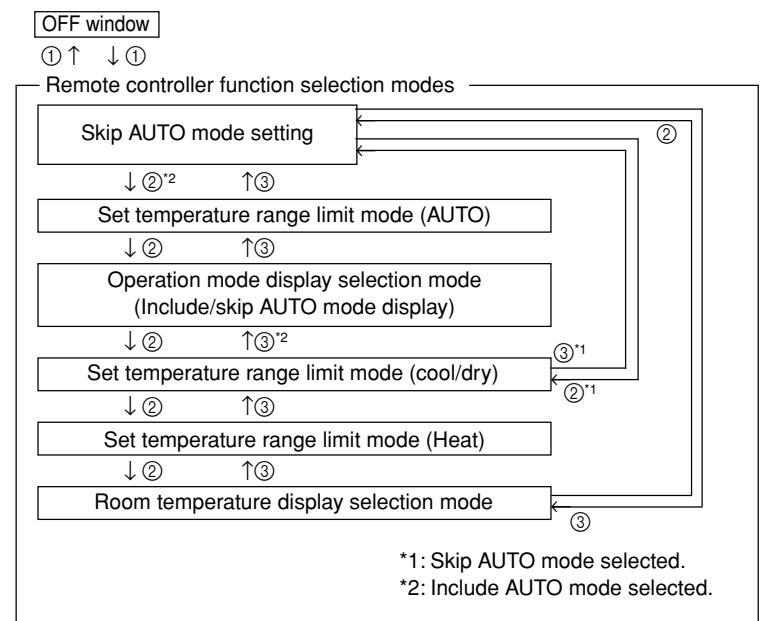 OFF window
①↑ ↓①
Remote controller function selection modes
Skip AUTO mode setting
②
↓②*2 ↑③
Set temperature range limit mode (AUTO)
↓② ↑③
Operation mode display selection mode
(Include/skip AUTO mode display)
↓② ↑③*2
③*1
Set temperature range limit mode (cool/dry)
②*1
↓② ↑③
Set temperature range limit mode (Heat)
↓② ↑③
Room temperature display selection mode
③
*1: Skip AUTO mode selected.
*2: Include AUTO mode selected.